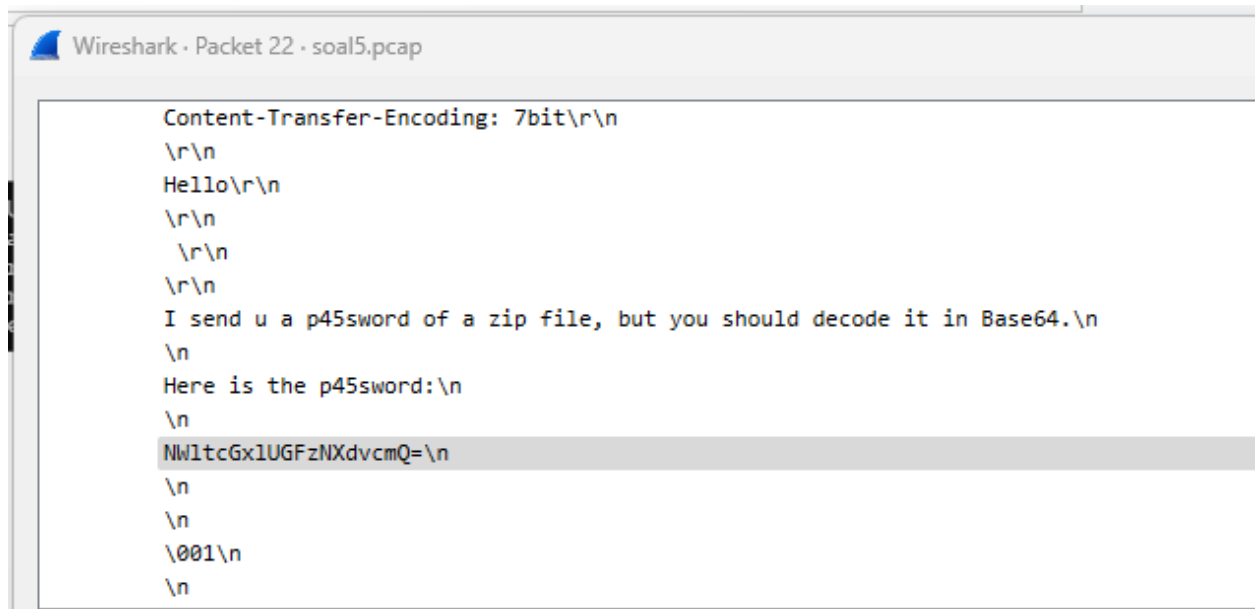 Wireshark · Packet 22 · soal5.pcap
Content-Transfer-Encoding: 7bit\r\n
\r\n
Hello\r\n
\r\n
 \r\n
\r\n
I send u a p45sword of a zip file, but you should decode it in Base64.\n
\n
Here is the p45sword:\n
\n
NWltcGxlUGFzNXdvcmQ=\n
\n
\n
\001\n
\n